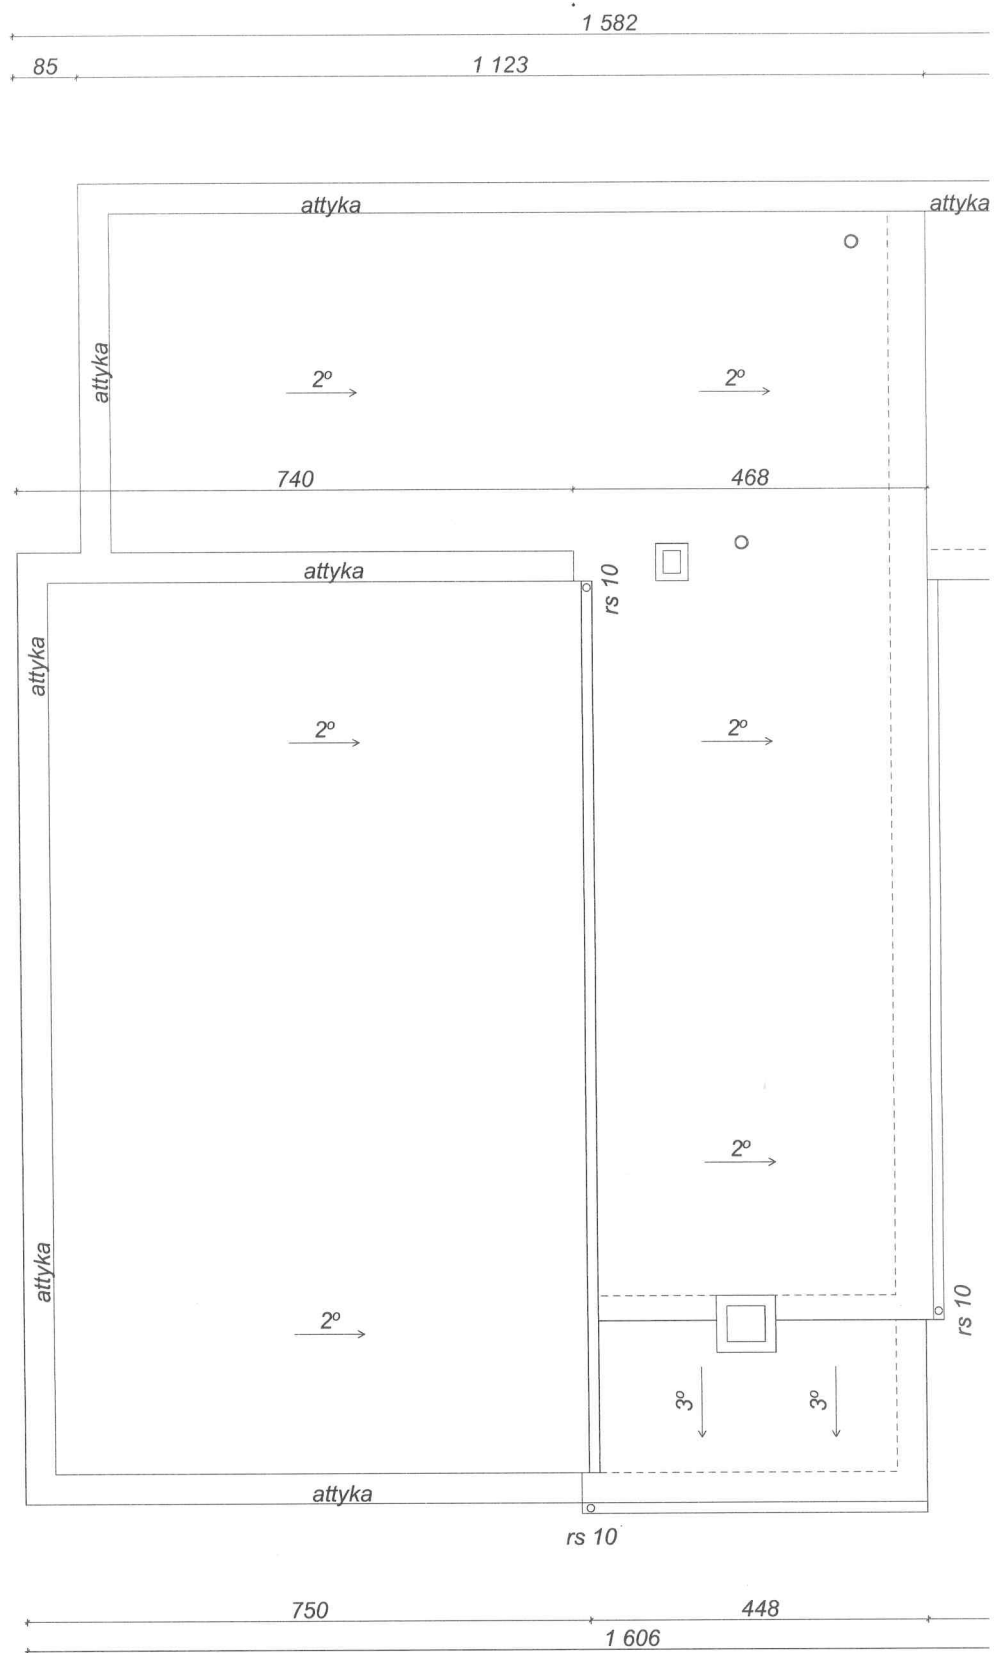 1 582
85
1 123
attyka
attyka
attyka
2º
2º
740
468
attyka
rs 10
attyka
2º
2º
2º
attyka
2º
rs 10
3º
3º
attyka
rs 10
750
448
1 606